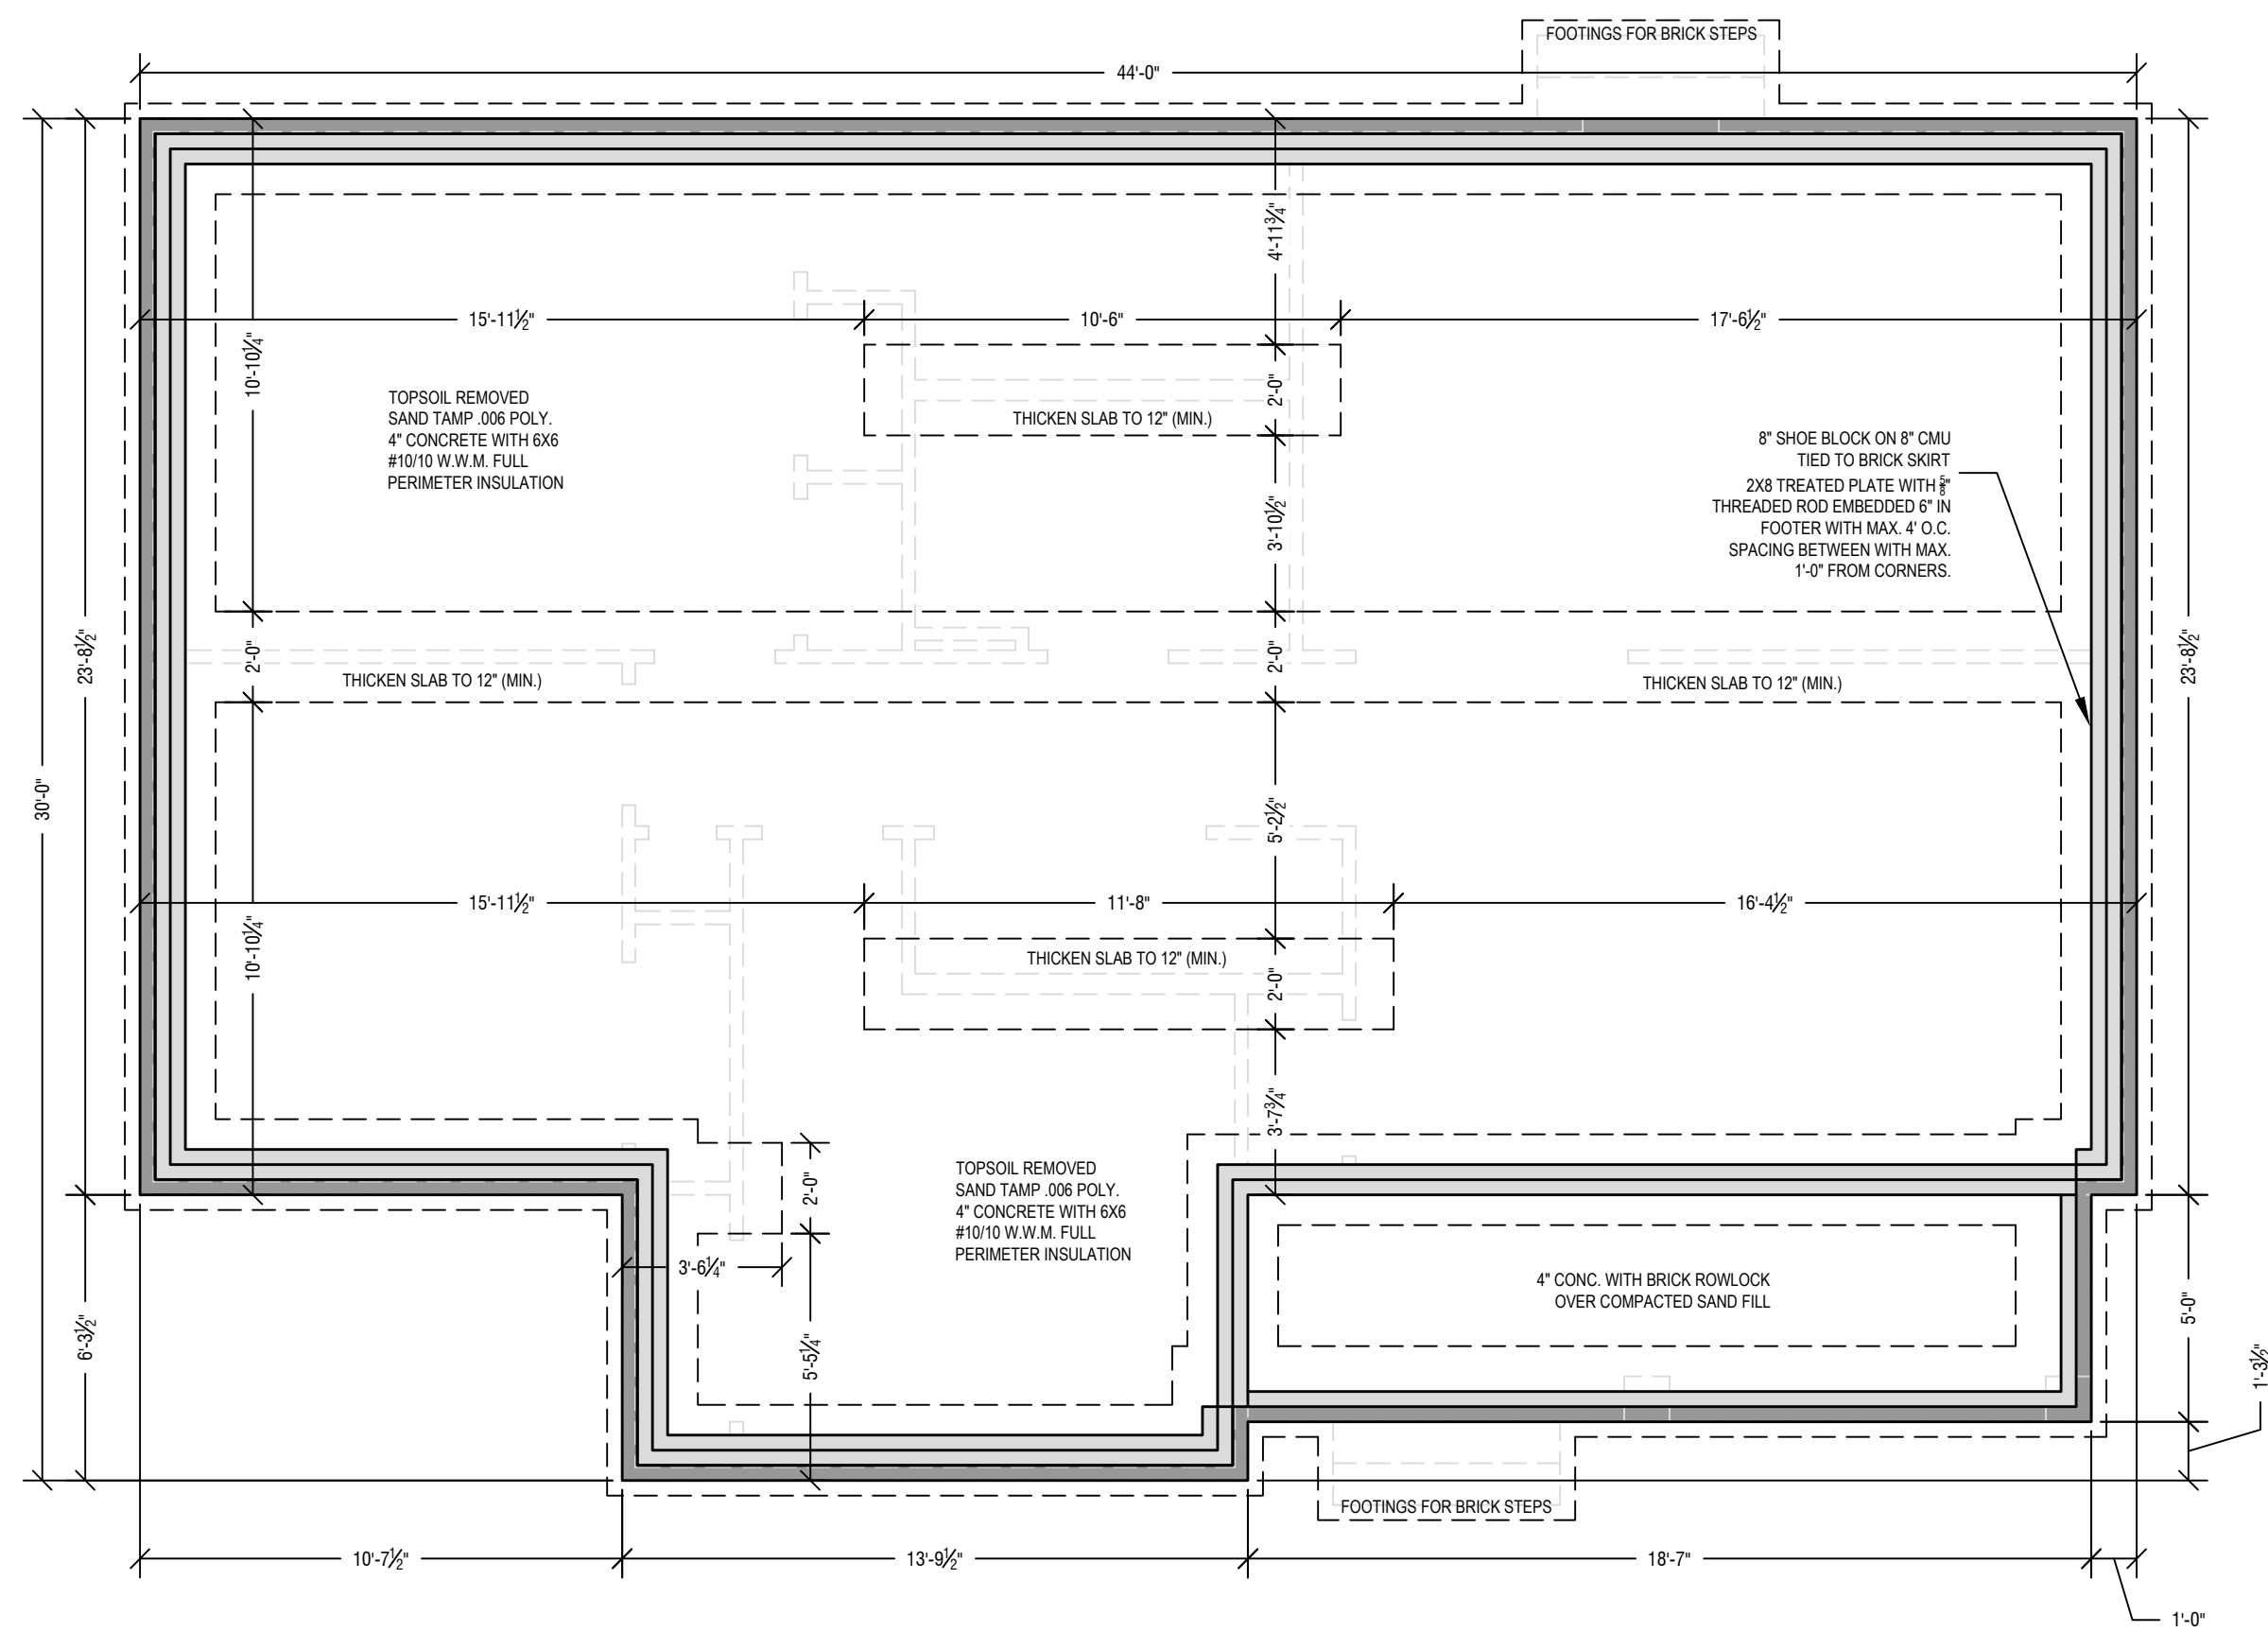 FOOTINGS FOR BRICK STEPS
44'-0"
4'-11¾"
15'-11½"
10'-6"
17'-6½"
10'-10¼"
2'-0"
TOPSOIL REMOVED
SAND TAMP .006 POLY.
4" CONCRETE WITH 6X6
#10/10 W.W.M. FULL
PERIMETER INSULATION
THICKEN SLAB TO 12" (MIN.)
8" SHOE BLOCK ON 8" CMU
TIED TO BRICK SKIRT
2X8 TREATED PLATE WITH ⅝"
THREADED ROD EMBEDDED 6" IN
FOOTER WITH MAX. 4' O.C.
SPACING BETWEEN WITH MAX.
1'-0" FROM CORNERS.
3'-10½"
23'-8½"
2'-0"
2'-0"
23'-8½"
THICKEN SLAB TO 12" (MIN.)
THICKEN SLAB TO 12" (MIN.)
30'-0"
5'-2½"
15'-11½"
11'-8"
16'-4½"
10'-10¼"
THICKEN SLAB TO 12" (MIN.)
2'-0"
3'-7¾"
TOPSOIL REMOVED
SAND TAMP .006 POLY.
4" CONCRETE WITH 6X6
#10/10 W.W.M. FULL
PERIMETER INSULATION
2'-0"
3'-6¼"
4" CONC. WITH BRICK ROWLOCK
OVER COMPACTED SAND FILL
6'-3½"
5'-5¼"
5'-0"
1'-3½"
FOOTINGS FOR BRICK STEPS
10'-7½"
13'-9½"
18'-7"
1'-0"